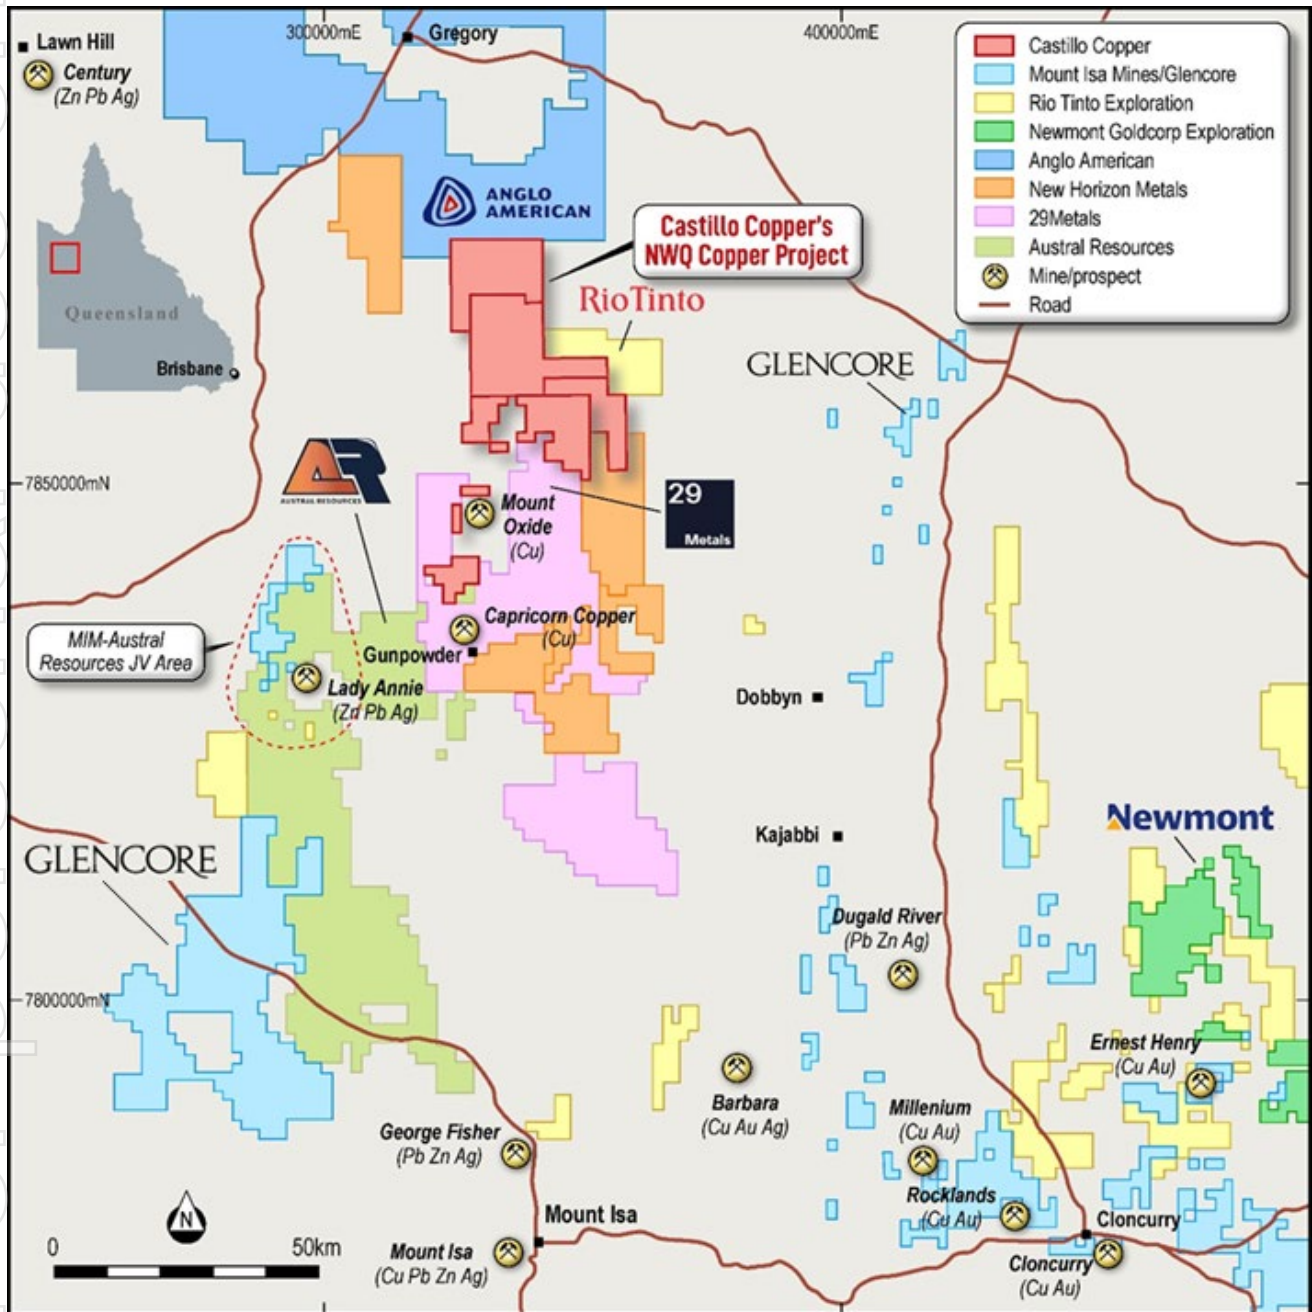 300000mE
400000mE
Lawn Hill
Century
(Zn Pb Ag)
Gregory
Castillo Copper
Mount Isa Mines/Glencore
Rio Tinto Exploration
Newmont Goldcorp Exploration
Anglo American
New Horizon Metals
29Metals
Austral Resources
Mine/prospect
Road
ANGLO
AMERICAN
Castillo Copper's
NWQ Copper Project
RioTinto
Queensland
Brisbane
GLENCORE
AR
AUSTRAL RESOURCES
7850000mN
29
Metals
Mount
Oxide
(Cu)
Capricorn Copper
(Cu)
MIM-Austral
Resources JV Area
Gunpowder
Lady Annie
(Zn Pb Ag)
Dobbyn
Newmont
Kajabbi
GLENCORE
Dugald River
(Pb Zn Ag)
7800000mN
Ernest Henry
(Cu Au)
Barbara
(Cu Au Ag)
Millenium
(Cu Au)
George Fisher
(Pb Zn Ag)
Rocklands
(Cu Au)
Mount Isa
Cloncurry
N
0
50km
Mount Isa
(Cu Pb Zn Ag)
Cloncurry
(Cu Au)